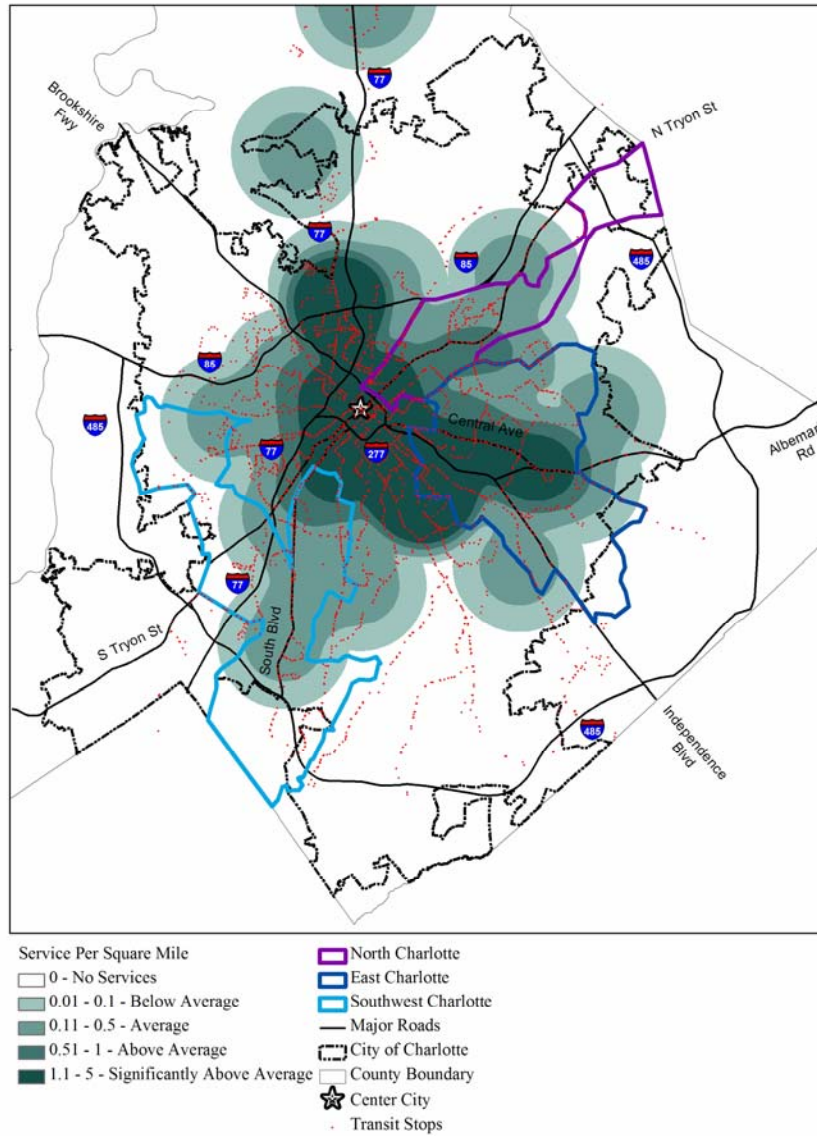 77
Brookshire
Fwy
N Tryon St
77
85
485
85
485
Central Ave
77
277
Albemar
Rd
77
S Tryon St
South Blvd
485
Independence
Blvd
Service Per Square Mile
0 - No Services
0.01 - 0.1 - Below Average
0.11 - 0.5 - Average
0.51 - 1 - Above Average
1.1 - 5 - Significantly Above Average
North Charlotte
East Charlotte
Southwest Charlotte
Major Roads
City of Charlotte
County Boundary
Center City
Transit Stops